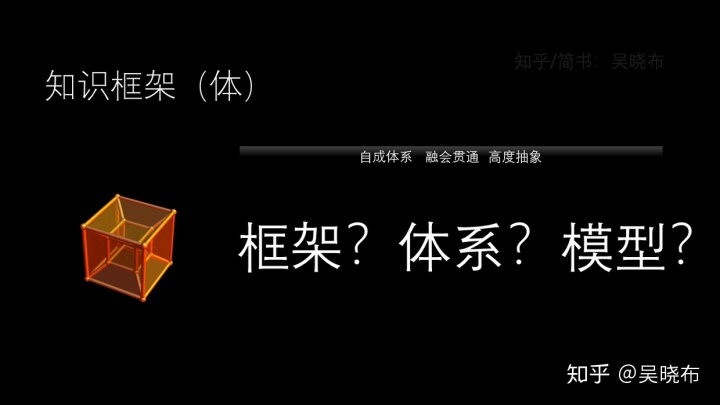 知乎/简书：吴晓布
知识框架（体）
自成体系 融会贯通 高度抽象
框架？体系？模型？
知乎 @吴晓布